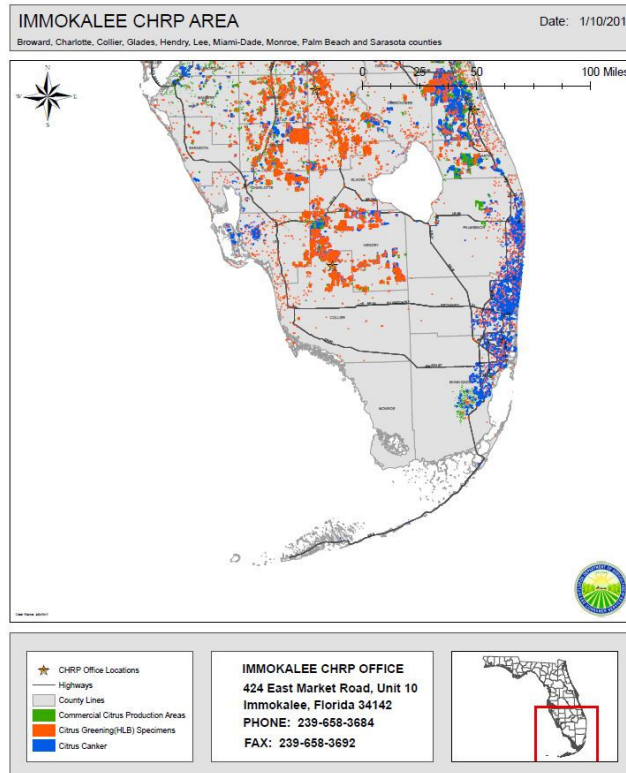 IMMOKALEE CHRP AREA
Date: 1/10/201
Broward, Charlotte, Collier, Glades, Hendry, Lee, Miami-Dade, Monroe, Palm Beach and Sarasota counties
0 25 50 100 Miles
N
W E
S
GLADES
CHARLOTTE
HENDRY
COLLIER
MONROE
CHRP Office Locations
Highways
County Lines
Commercial Citrus Production Areas
Citrus Greening(HLB) Specimens
Citrus Canker
IMMOKALEE CHRP OFFICE
424 East Market Road, Unit 10
Immokalee, Florida 34142
PHONE: 239-658-3684
FAX: 239-658-3692